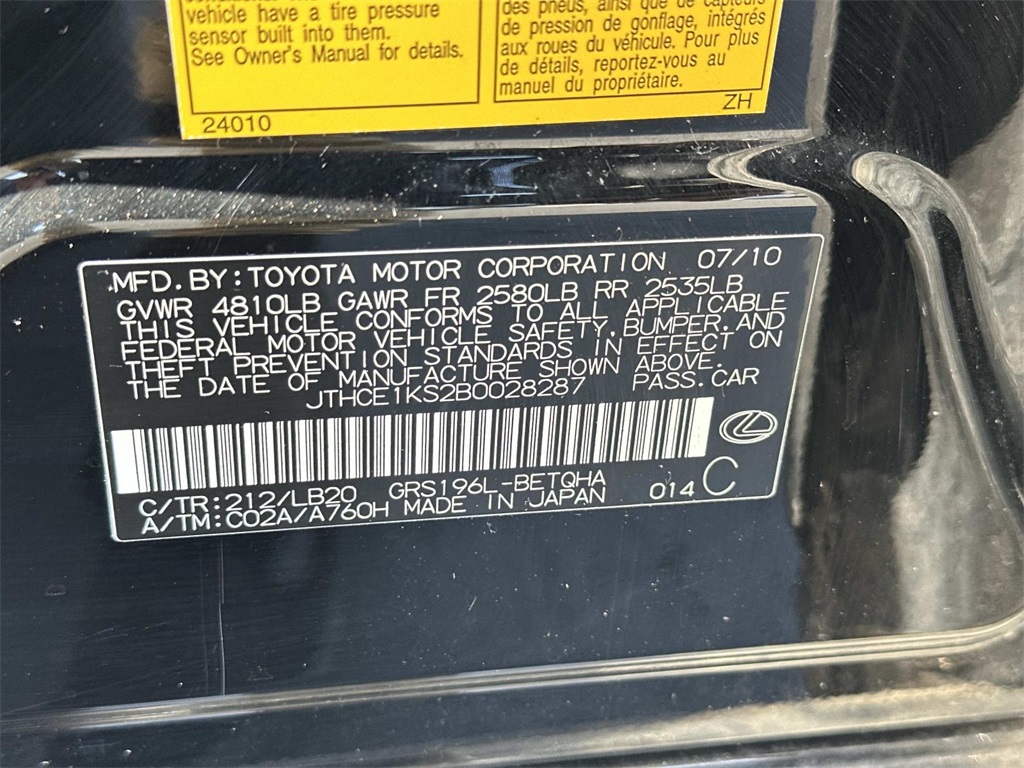 vehicle have a tire pressure
sensor built into them.
See Owner's Manual for details.
24010
des pneus, ainsi que de capteurs
de pression de gonflage, intégrés
aux roues du véhicule. Pour plus
de détails, reportez-vous au
manuel du propriétaire.
ZH
MFD. BY: TOYOTA MOTOR CORPORATION 07/10
GVWR 4810LB GAWR FR 2580LB RR 2535LB
THIS VEHICLE CONFORMS TO ALL APPLICABLE
FEDERAL MOTOR VEHICLE SAFETY, BUMPER, AND
THEFT PREVENTION STANDARDS IN EFFECT ON
THE DATE OF MANUFACTURE SHOWN ABOVE.
JTHCE1KS2B0028287 PASS. CAR
C/TR: 212/LB20 GRS196L-BETQHA
A/TM: C02A/A760H MADE IN JAPAN 014 C